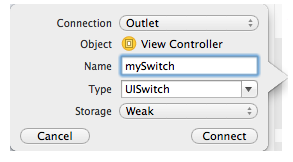 Connection Outlet
Object View Controller
Name mySwitch
Type UISwitch
Storage Weak
Cancel Connect